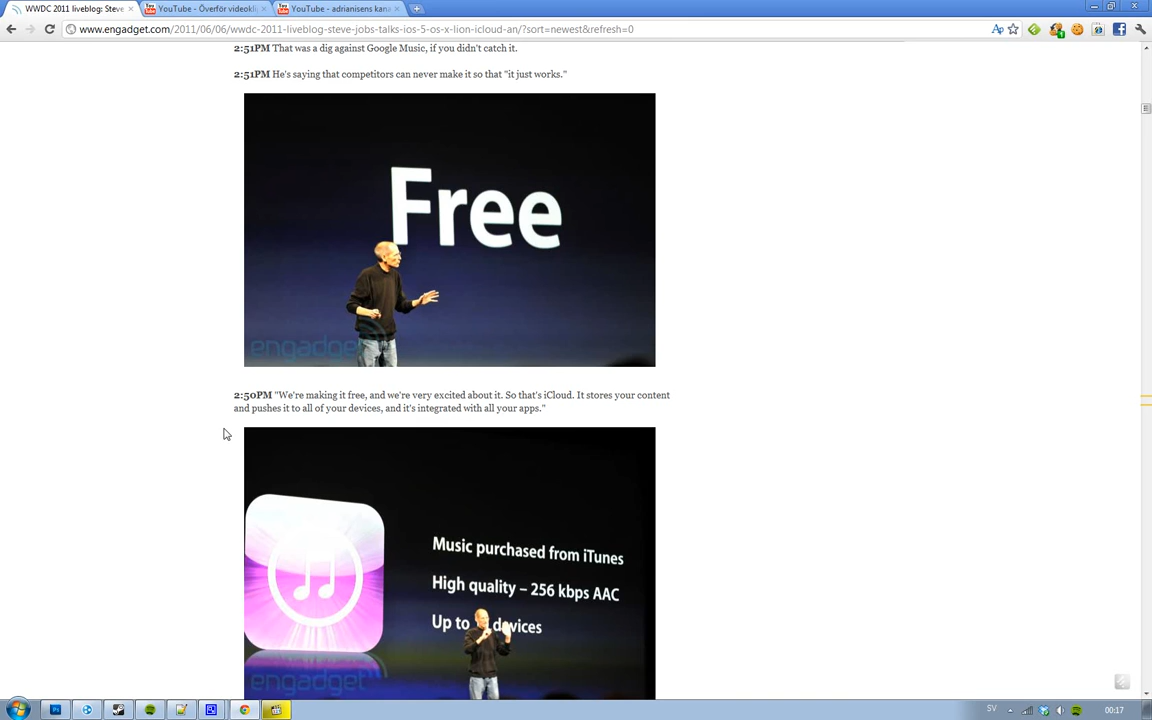 WWDC 2011 liveblog: Steve
YouTube - Överför videokli
YouTube - adrianisens kana
www.engadget.com/2011/06/06/wwdc-2011-liveblog-steve-jobs-talks-ios-5-os-x-lion-icloud-an/?sort=newest&refresh=0
2:51PM That was a dig against Google Music, if you didn't catch it.
2:51PM He's saying that competitors can never make it so that "it just works."
Free
engadget
2:50PM "We're making it free, and we're very excited about it. So that's iCloud. It stores your content
and pushes it to all of your devices, and it's integrated with all your apps."
Music purchased from iTunes
High quality – 256 kbps AAC
Up to devices
engadget
SV
00:17